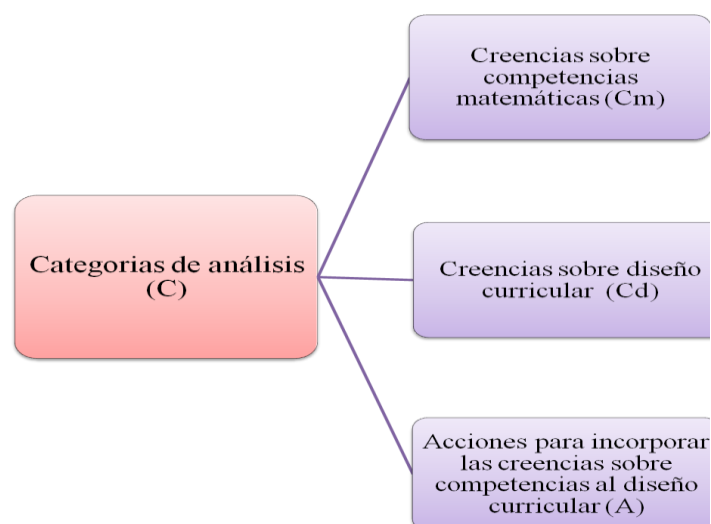 Creencias sobre
competencias
matemáticas (Cm)
Categorias de análisis
(C)
Creencias sobre diseño
curricular (Cd)
Acciones para incorporar
las creencias sobre
competencias al diseño
curricular (A)